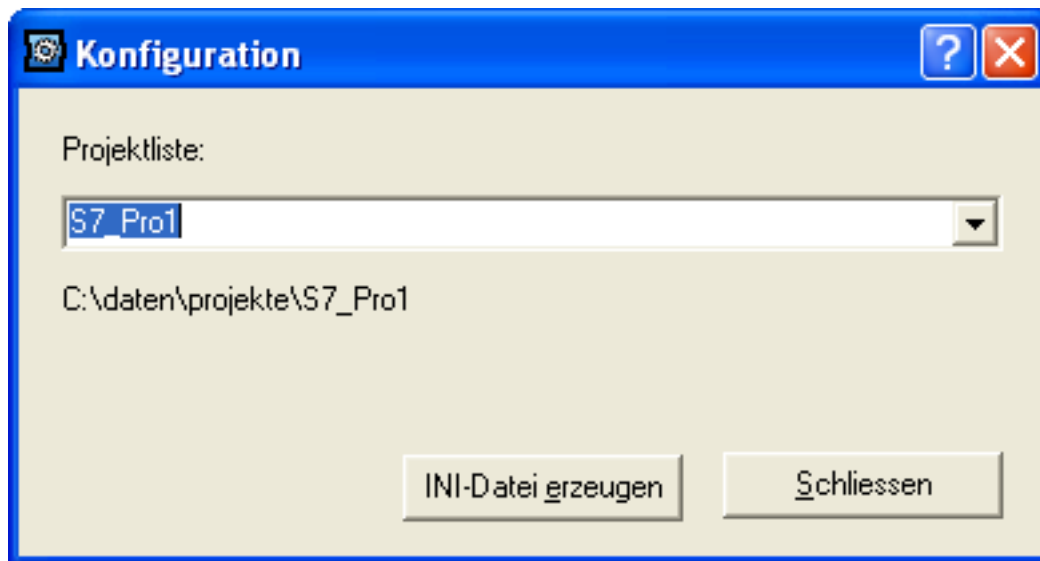 Konfiguration
Projektliste:
S7_Pro1
C:\daten\projekte\S7_Pro1
INI-Datei erzeugen
Schliessen